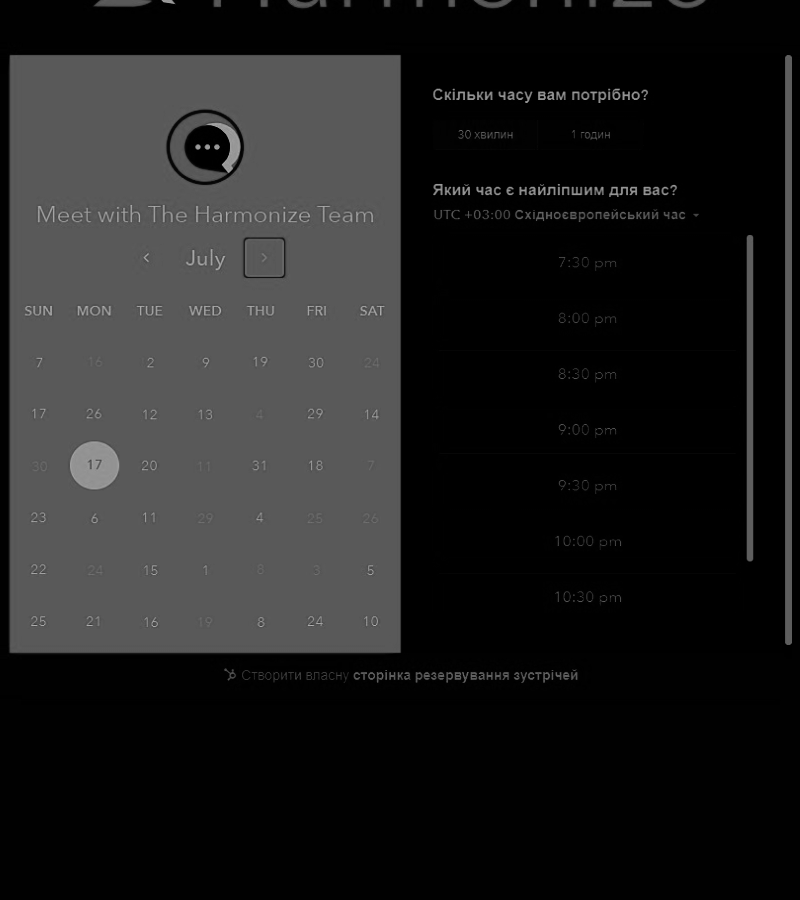 Harmonize
Meet with The Harmonize Team
July
SUN MON TUE WED THU FRI SAT
7 16 2 9 19 30 24
17 26 12 13 4 29 14
30 17 20 11 31 18 7
23 6 11 29 4 25 26
22 24 15 1 8 3 5
25 21 16 19 8 24 10
Скільки часу вам потрібно?
30 хвилин 1 годин
Який час є найліпшим для вас?
UTC +03:00 Східноєвропейський час
7:30 pm
8:00 pm
8:30 pm
9:00 pm
9:30 pm
10:00 pm
10:30 pm
Створити власну сторінка резервування зустрічей